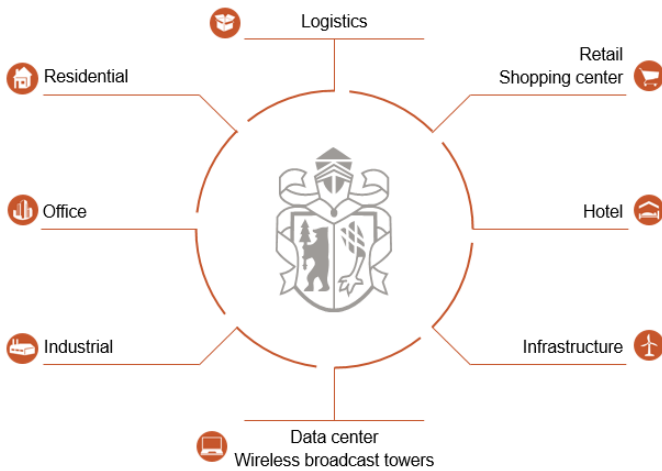 Logistics
Retail
Shopping center
Residential
Office
Hotel
Industrial
Infrastructure
Data center
Wireless broadcast towers